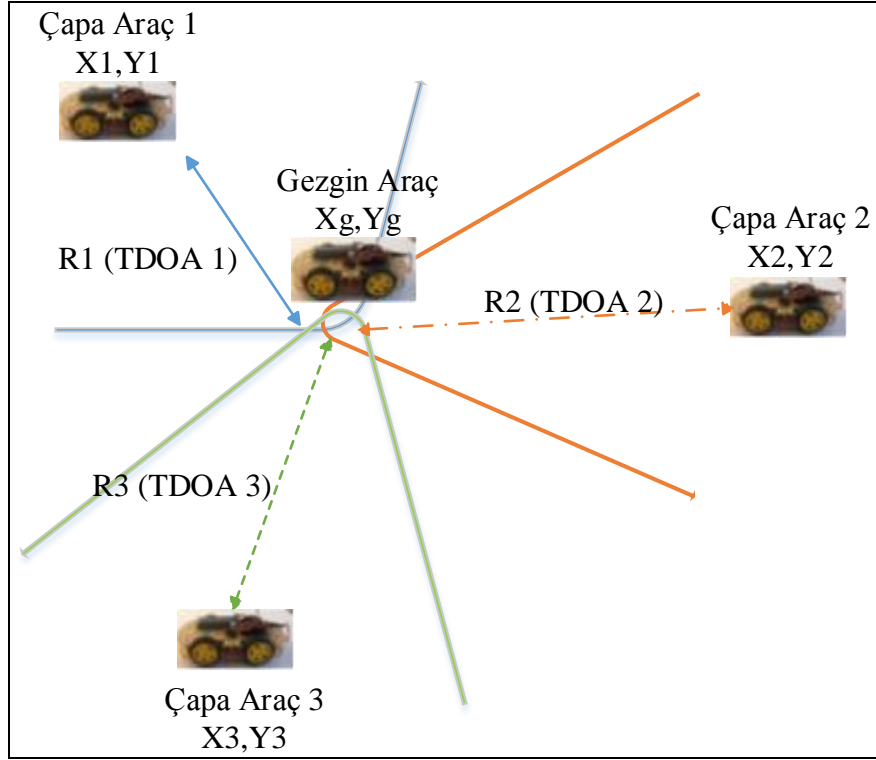 Çapa Araç 1
X1,Y1
Gezgin Araç
Xg,Yg
Çapa Araç 2
X2,Y2
R1 (TDOA 1)
R2 (TDOA 2)
R3 (TDOA 3)
Çapa Araç 3
X3,Y3